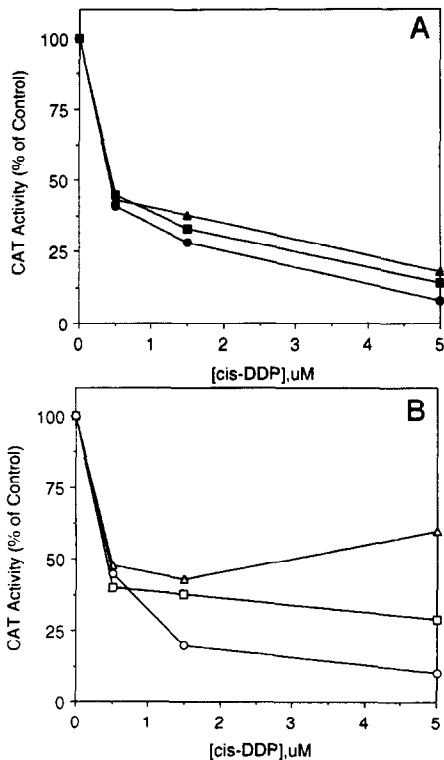 A
100
75
50
25
0
CAT Activity (% of Control)
0 1 2 3 4 5
[cis-DDP],uM
B
100
75
50
25
0
CAT Activity (% of Control)
0 1 2 3 4 5
[cis-DDP],uM